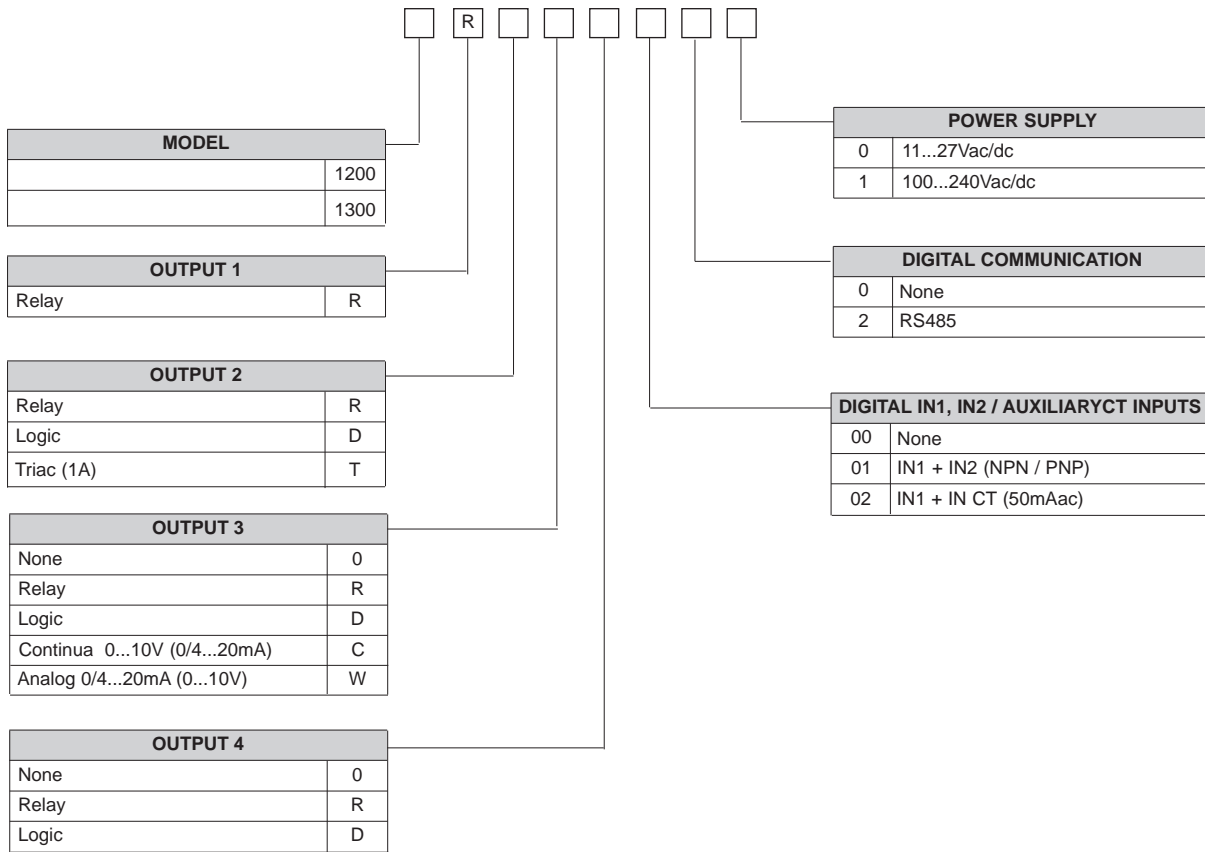 R
MODEL
1200
1300
OUTPUT 1
Relay R
OUTPUT 2
Relay R
Logic D
Triac (1A) T
OUTPUT 3
None 0
Relay R
Logic D
Continua 0...10V (0/4...20mA) C
Analog 0/4...20mA (0...10V) W
OUTPUT 4
None 0
Relay R
Logic D
POWER SUPPLY
0 11...27Vac/dc
1 100...240Vac/dc
DIGITAL COMMUNICATION
0 None
2 RS485
DIGITAL IN1, IN2 / AUXILIARYCT INPUTS
00 None
01 IN1 + IN2 (NPN / PNP)
02 IN1 + IN CT (50mAac)